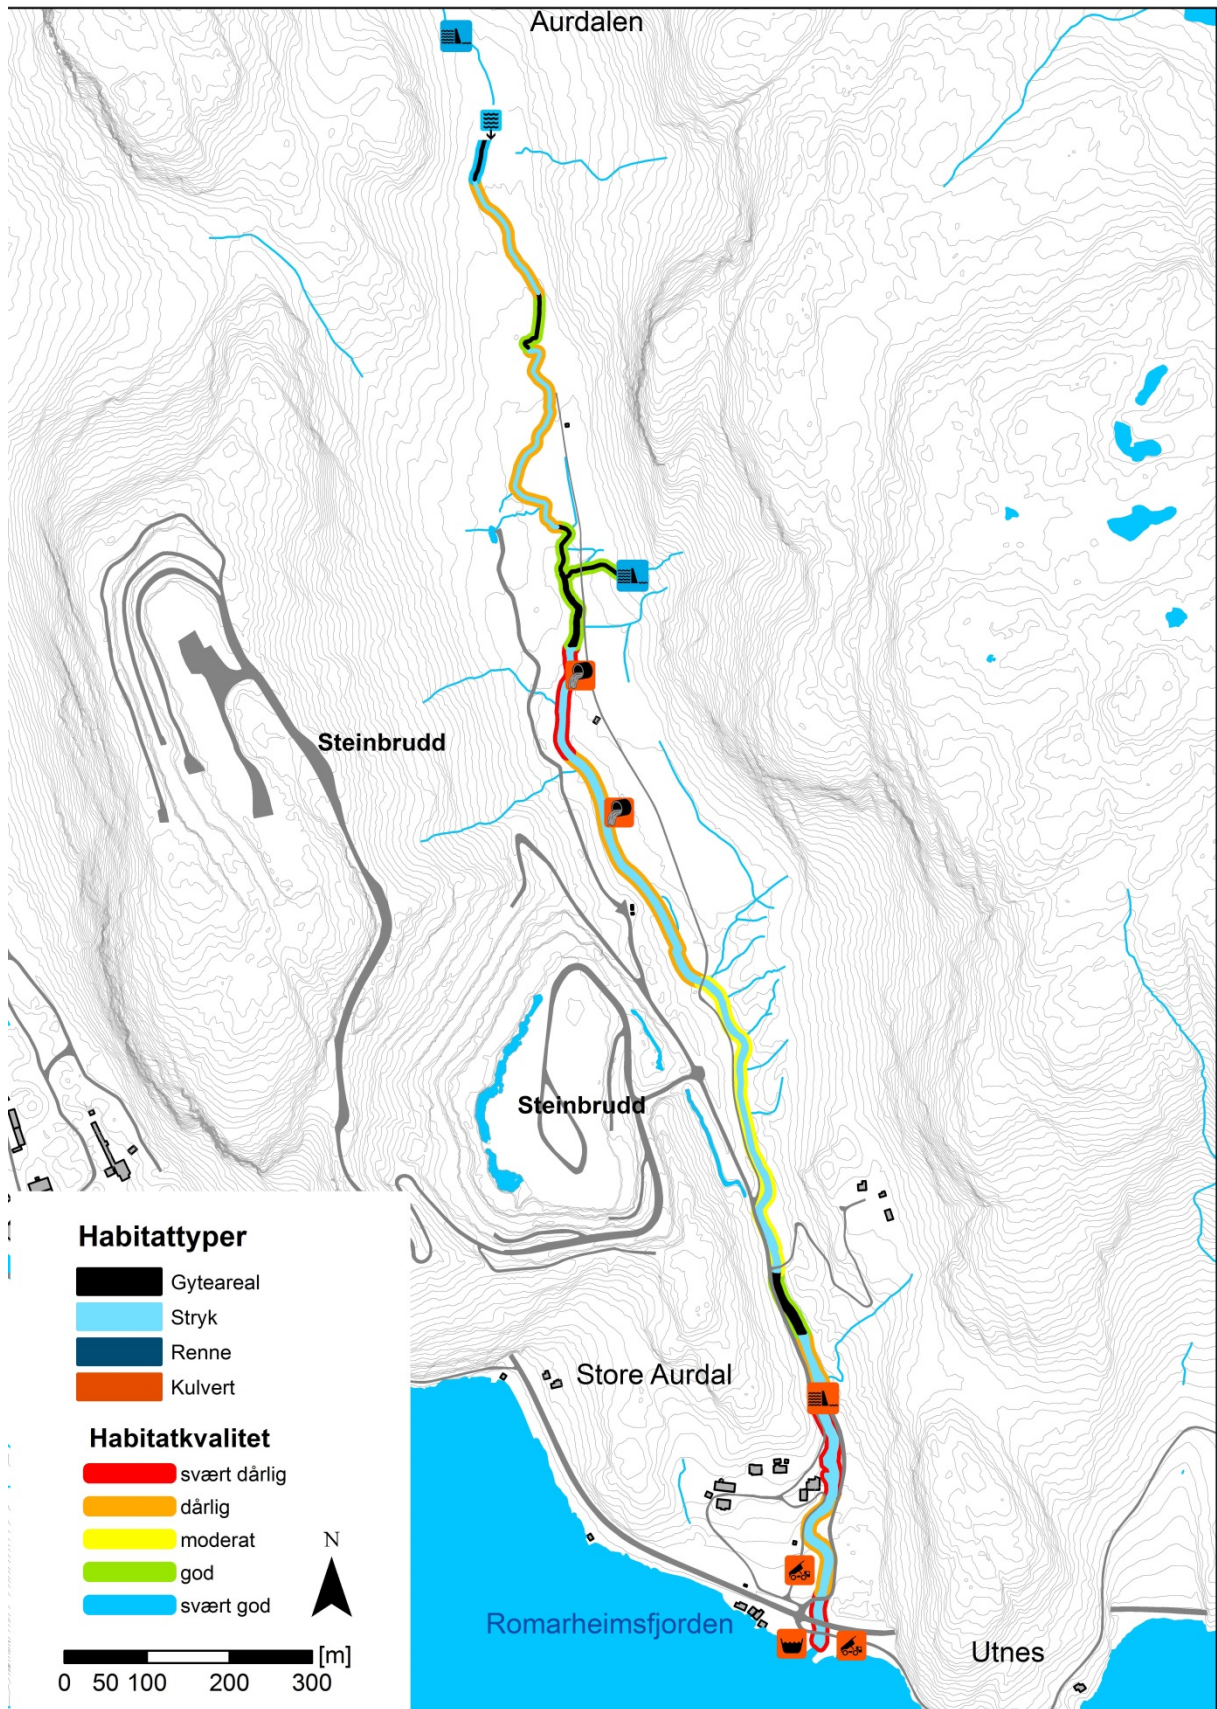 Aurdalen
Steinbrudd
Steinbrudd
Habitattyper
Gyteareal
Stryk
Renne
Kulvert
Habitatkvalitet
svært dårlig
dårlig
moderat
god
svært god
N
[m]
0 50 100 200 300
Store Aurdal
Romarheimsfjorden
Utnes